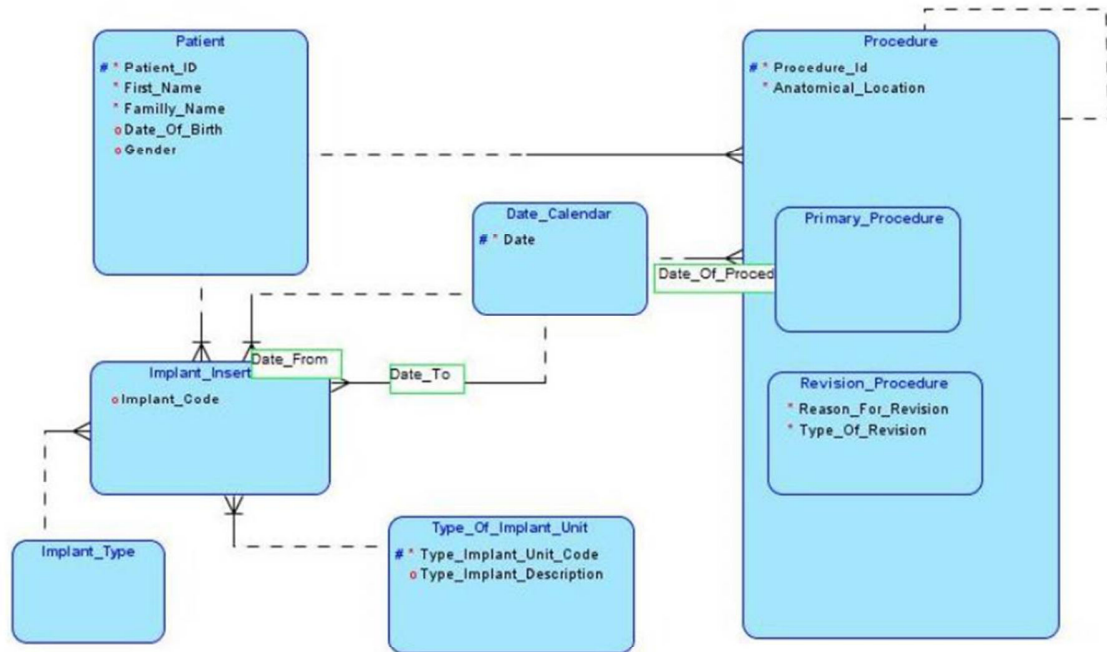 Patient
# * Patient_ID
* First_Name
* Familly_Name
o Date_Of_Birth
o Gender
Procedure
# * Procedure_Id
* Anatomical_Location
Date_Calendar
# * Date
Date_Of_Proced
Primary_Procedure
Date_From
Date_To
Implant_Insert
o Implant_Code
Revision_Procedure
* Reason_For_Revision
* Type_Of_Revision
Implant_Type
Type_Of_Implant_Unit
# * Type_Implant_Unit_Code
o Type_Implant_Description